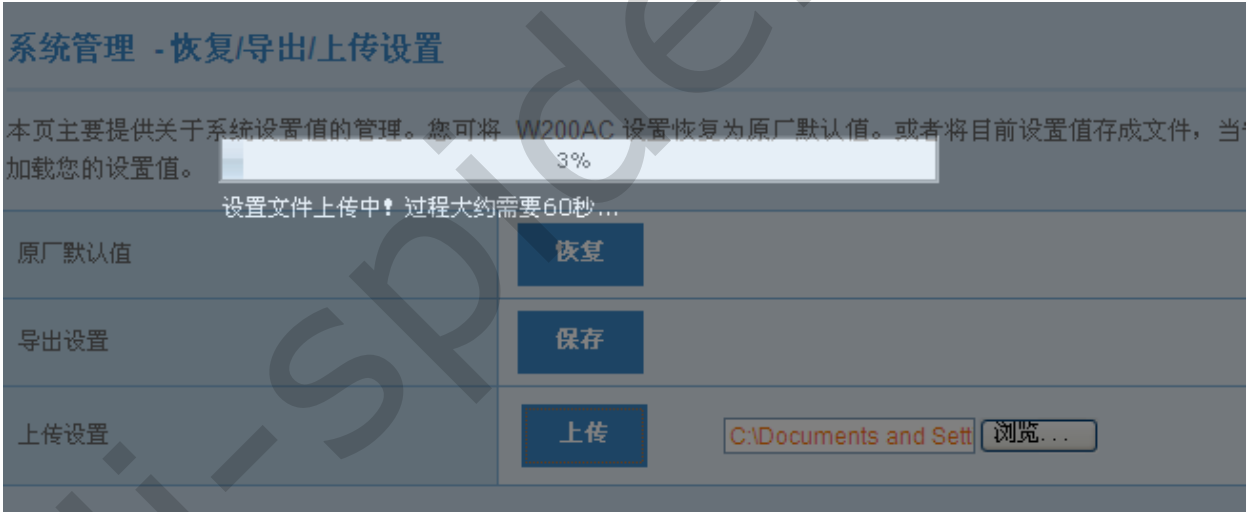 系统管理 - 恢复/导出/上传设置
本页主要提供关于系统设置值的管理。您可将 W200AC 设置恢复为原厂默认值。或者将目前设置值存成文件，当
加载您的设置值。
3%
设置文件上传中! 过程大约需要60秒...
原厂默认值
恢复
导出设置
保存
上传设置
上传
C:\Documents and Sett
浏览...